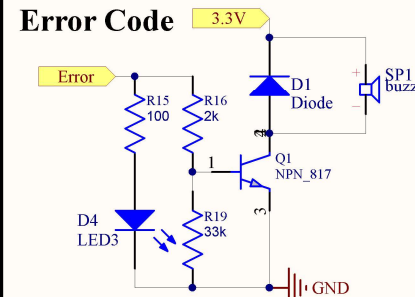 Error Code
3.3V
Error
R15
100
R16
2k
D1
Diode
SP1
buzz
+
-
1
2
Q1
NPN_817
3
D4
LED3
R19
33k
GND